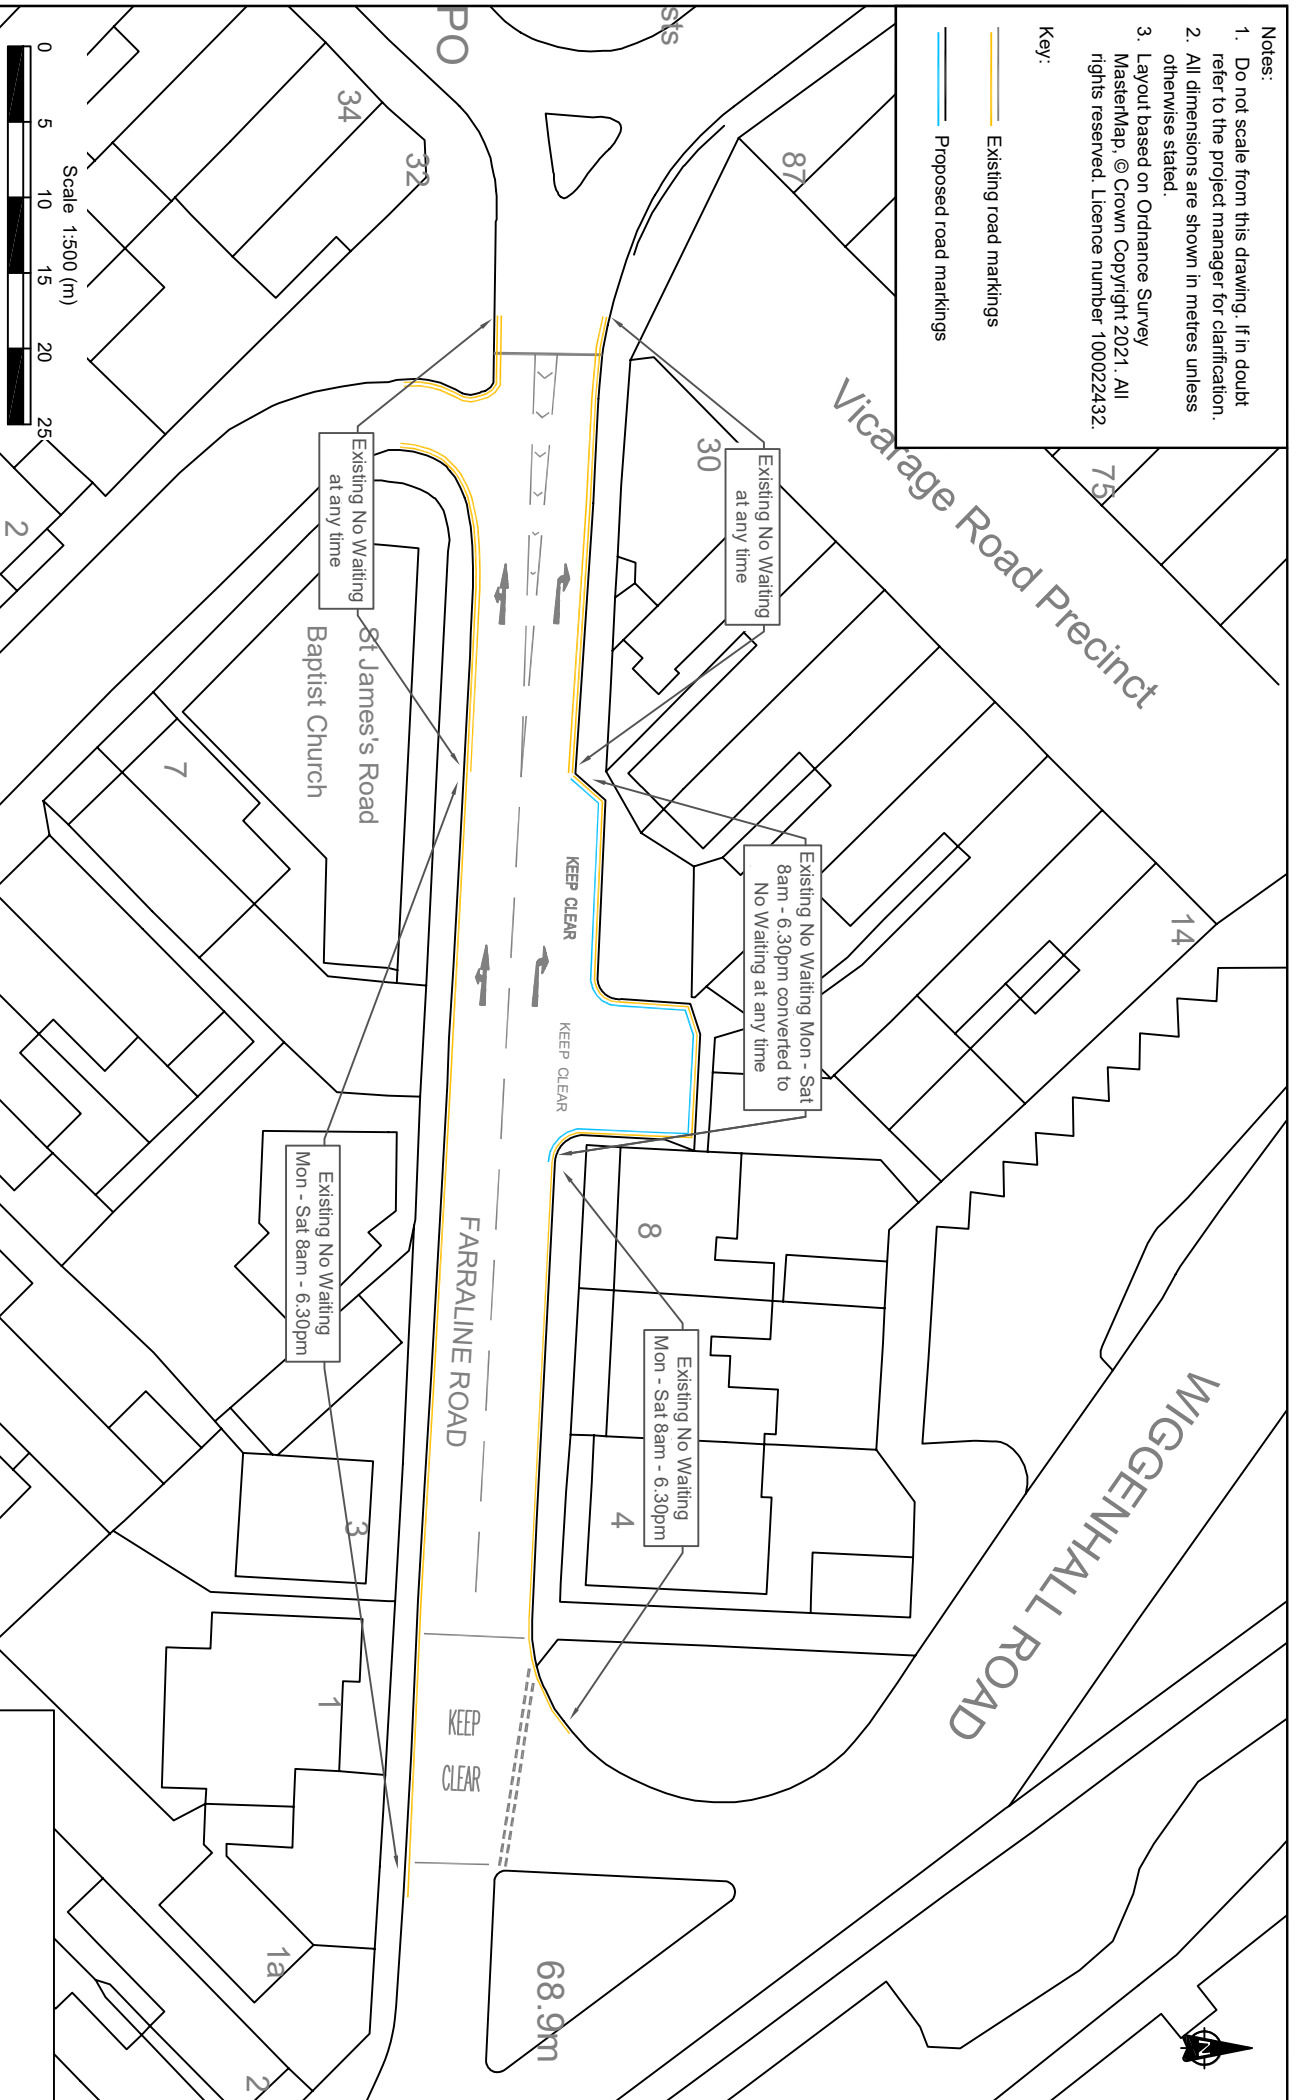 Notes:
1. Do not scale from this drawing. If in doubt
refer to the project manager for clarification.
2. All dimensions are shown in metres unless
otherwise stated.
3. Layout based on Ordnance Survey
MasterMap, © Crown Copyright 2021. All
rights reserved. Licence number 100022432.
Key:
Existing road markings
Proposed road markings
Vicarage Road Precinct
WIGGENHALL ROAD
87
75
14
30
Existing No Waiting
at any time
Existing No Waiting Mon - Sat
8am - 6.30pm converted to
No Waiting at any time
Existing No Waiting
Mon - Sat 8am - 6.30pm
8
4
sts
KEEP CLEAR
KEEP CLEAR
68.9m
PO
FARRALINE ROAD
KEEP
CLEAR
32
34
Existing No Waiting
at any time
St James's Road
Baptist Church
Existing No Waiting
Mon - Sat 8am - 6.30pm
3
1
1a
2
7
2
Scale 1:500 (m)
0 5 10 15 20 25
N